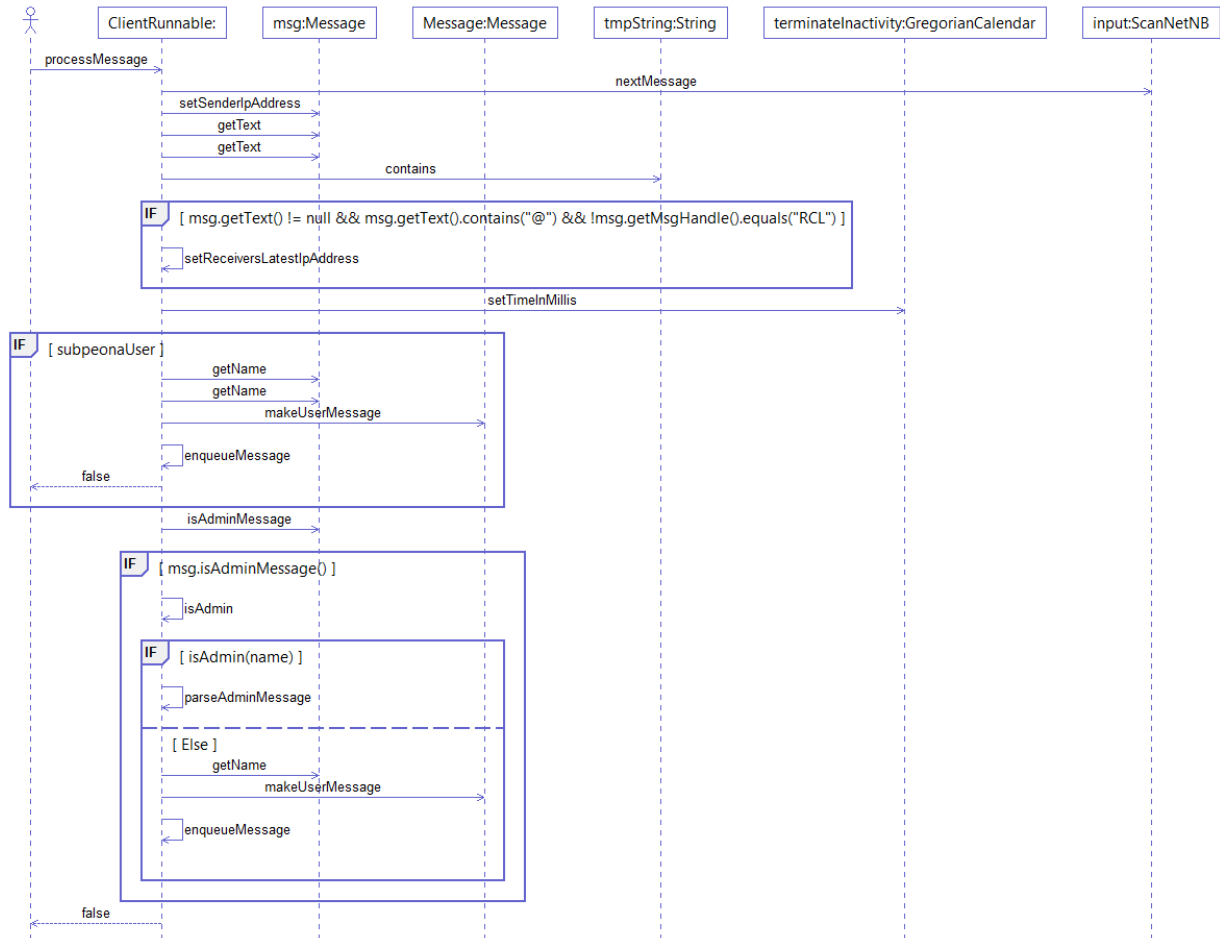 ClientRunnable:
msg:Message
Message:Message
tmpString:String
terminateInactivity:GregorianCalendar
input:ScanNetNB
processMessage
nextMessage
setSenderIpAddress
getText
getText
contains
IF [ msg.getText() != null && msg.getText().contains("@") && !msg.getMsgHandle().equals("RCL") ]
setReceiversLatestIpAddress
setTimeInMillis
IF [ subpeonaUser ]
getName
getName
makeUserMessage
enqueueMessage
false
isAdminMessage
IF [ msg.isAdminMessage() ]
isAdmin
IF [ isAdmin(name) ]
parseAdminMessage
[ Else ]
getName
makeUserMessage
enqueueMessage
false